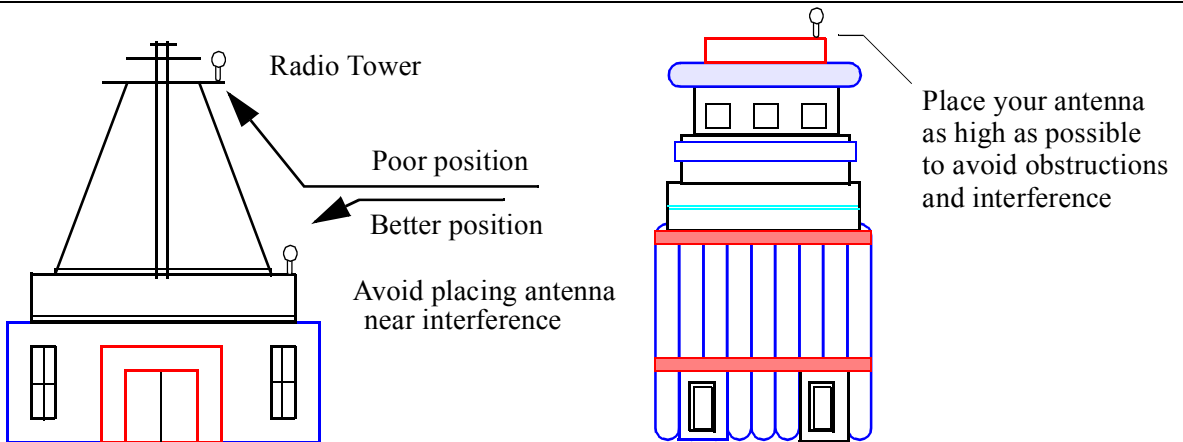 Radio Tower
Poor position
Better position
Avoid placing antenna
near interference
Place your antenna
as high as possible
to avoid obstructions
and interference